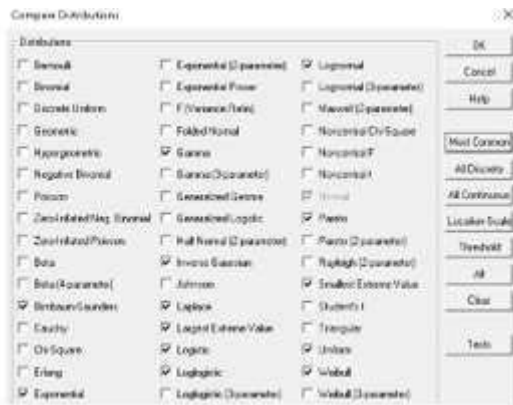 Compare Distributions
Distributions
Bernoulli
Binomial
Discrete Uniform
Geometric
Hypergeometric
Negative Binomial
Poisson
Zero-Inflated Neg. Binomial
Zero-Inflated Poisson
Beta
Beta (4-parameter)
Birnbaum-Saunders
Cauchy
Chi-Square
Erlang
Exponential
Exponential (2-parameter)
Exponential Power
F (Variance Ratio)
Folded Normal
Gamma
Gamma (3-parameter)
Generalized Gamma
Generalized Logistic
Half Normal (2-parameter)
Inverse Gaussian
Johnson
Laplace
Largest Extreme Value
Logistic
Loglogistic
Loglogistic (3-parameter)
Lognormal
Lognormal (3-parameter)
Maxwell (2-parameter)
Noncentral Chi-Square
Noncentral F
Noncentral t
Normal
Pareto
Pareto (2-parameter)
Rayleigh (2-parameter)
Smallest Extreme Value
Student's t
Triangular
Uniform
Weibull
Weibull (3-parameter)
OK
Cancel
Help
Most Common
All Discrete
All Continuous
Location-Scale
Threshold
All
Clear
Tests